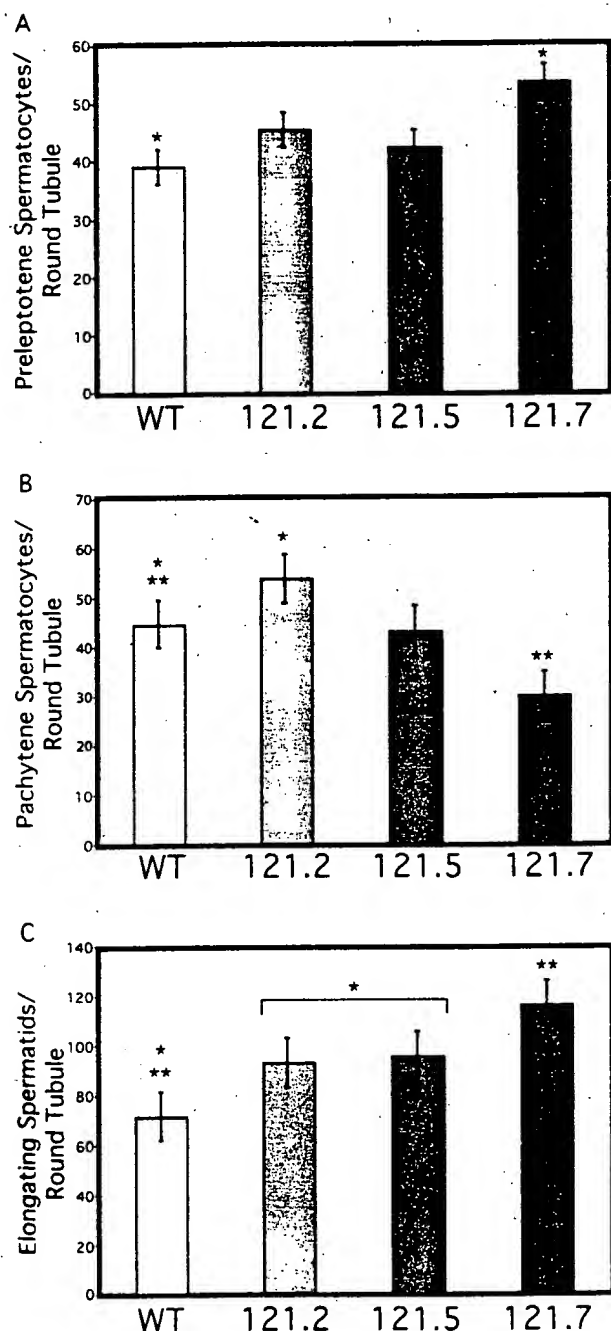 A
Preleptotene Spermatocytes/
Round Tubule
60
50
40
30
20
10
0
*
*
WT 121.2 121.5 121.7
B
Pachytene Spermatocytes/
Round Tubule
70
60
50
40
30
20
10
0
*
**
*
**
WT 121.2 121.5 121.7
C
Elongating Spermatids/
Round Tubule
140
120
100
80
60
40
20
0
*
**
*
**
WT 121.2 121.5 121.7